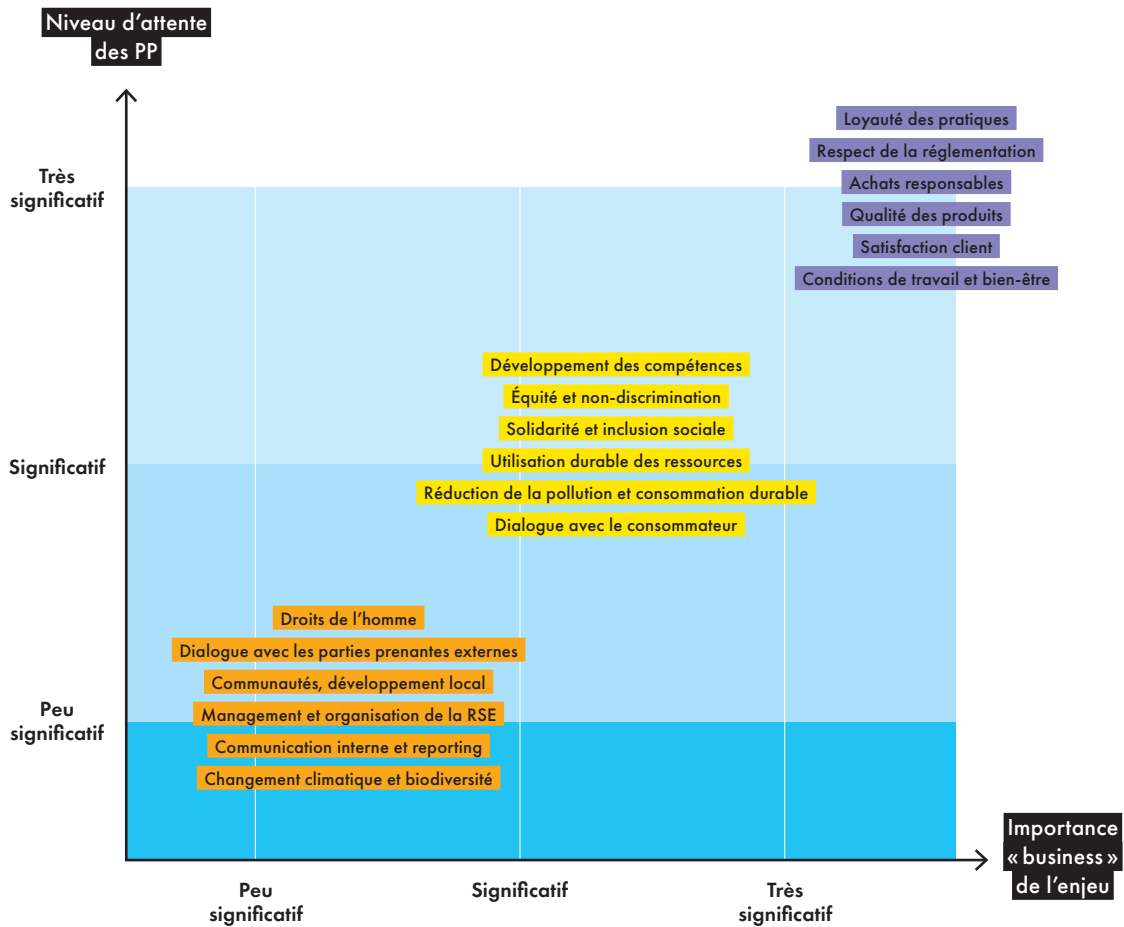 Niveau d'attente
des PP
Loyauté des pratiques
Respect de la réglementation
Très
significatif
Achats responsables
Qualité des produits
Satisfaction client
Conditions de travail et bien-être
Développement des compétences
Équité et non-discrimination
Solidarité et inclusion sociale
Significatif
Utilisation durable des ressources
Réduction de la pollution et consommation durable
Dialogue avec le consommateur
Droits de l'homme
Dialogue avec les parties prenantes externes
Communautés, développement local
Peu
significatif
Management et organisation de la RSE
Communication interne et reporting
Changement climatique et biodiversité
Importance
« business »
de l'enjeu
Peu
significatif
Significatif
Très
significatif